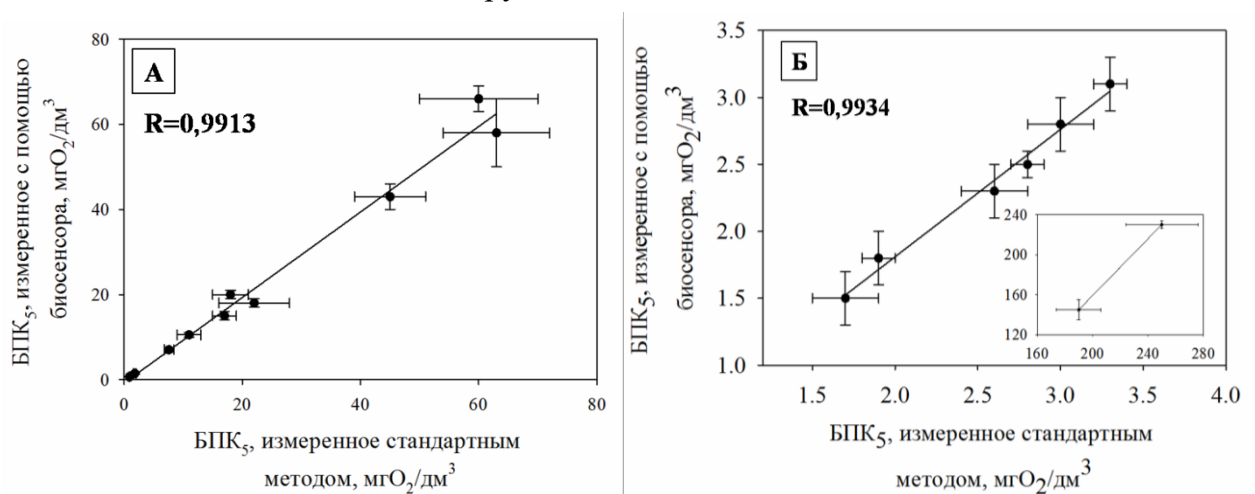 А
R=0,9913
80
60
40
20
0
0
20
40
60
80
БПК5, измеренное с помощью
биосенсора, мгО2/дм3
БПК5, измеренное стандартным
методом, мгО2/дм3
Б
R=0,9934
3.5
3.0
2.5
2.0
1.5
1.0
1.5
2.0
2.5
3.0
3.5
4.0
БПК5, измеренное с помощью
биосенсора, мгО2/дм3
240
200
160
120
160
200
240
280
БПК5, измеренное стандартным
методом, мгО2/дм3